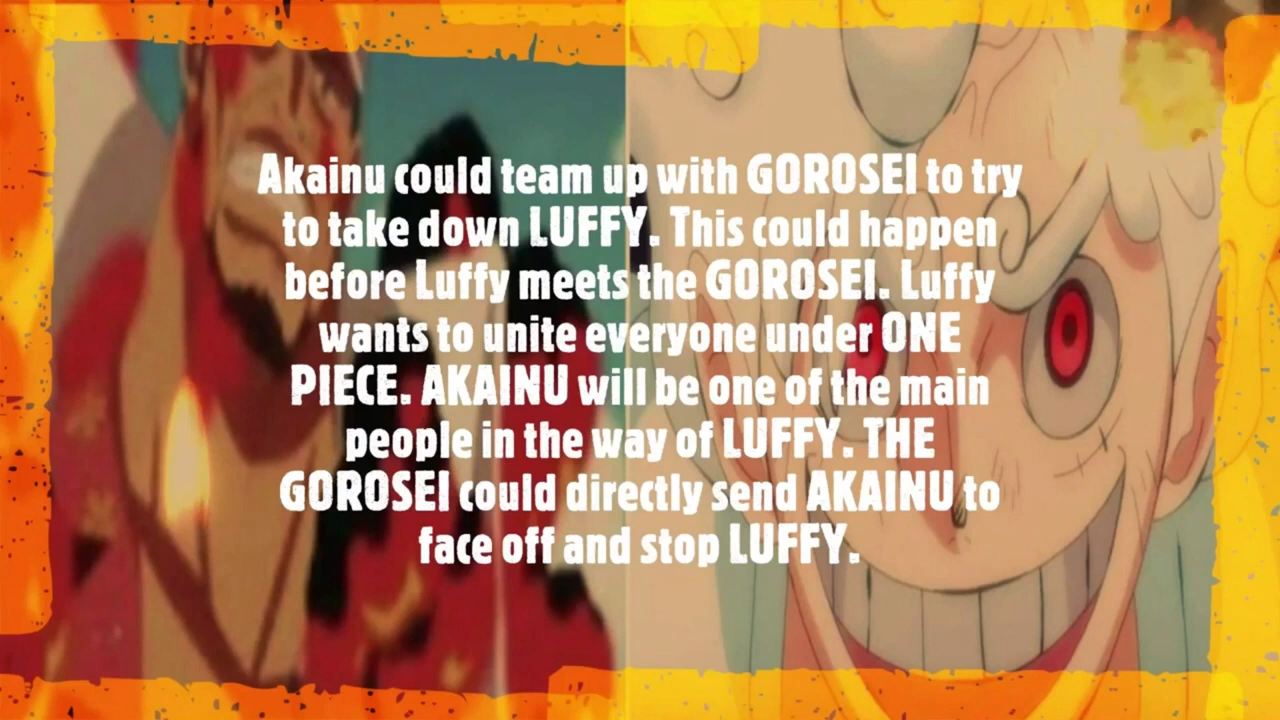 Akainu could team up with GOROSEI to try
to take down LUFFY. This could happen
before Luffy meets the GOROSEI. Luffy
wants to unite everyone under ONE
PIECE. AKAINU will be one of the main
people in the way of LUFFY. THE
GOROSEI could directly send AKAINU to
face off and stop LUFFY.